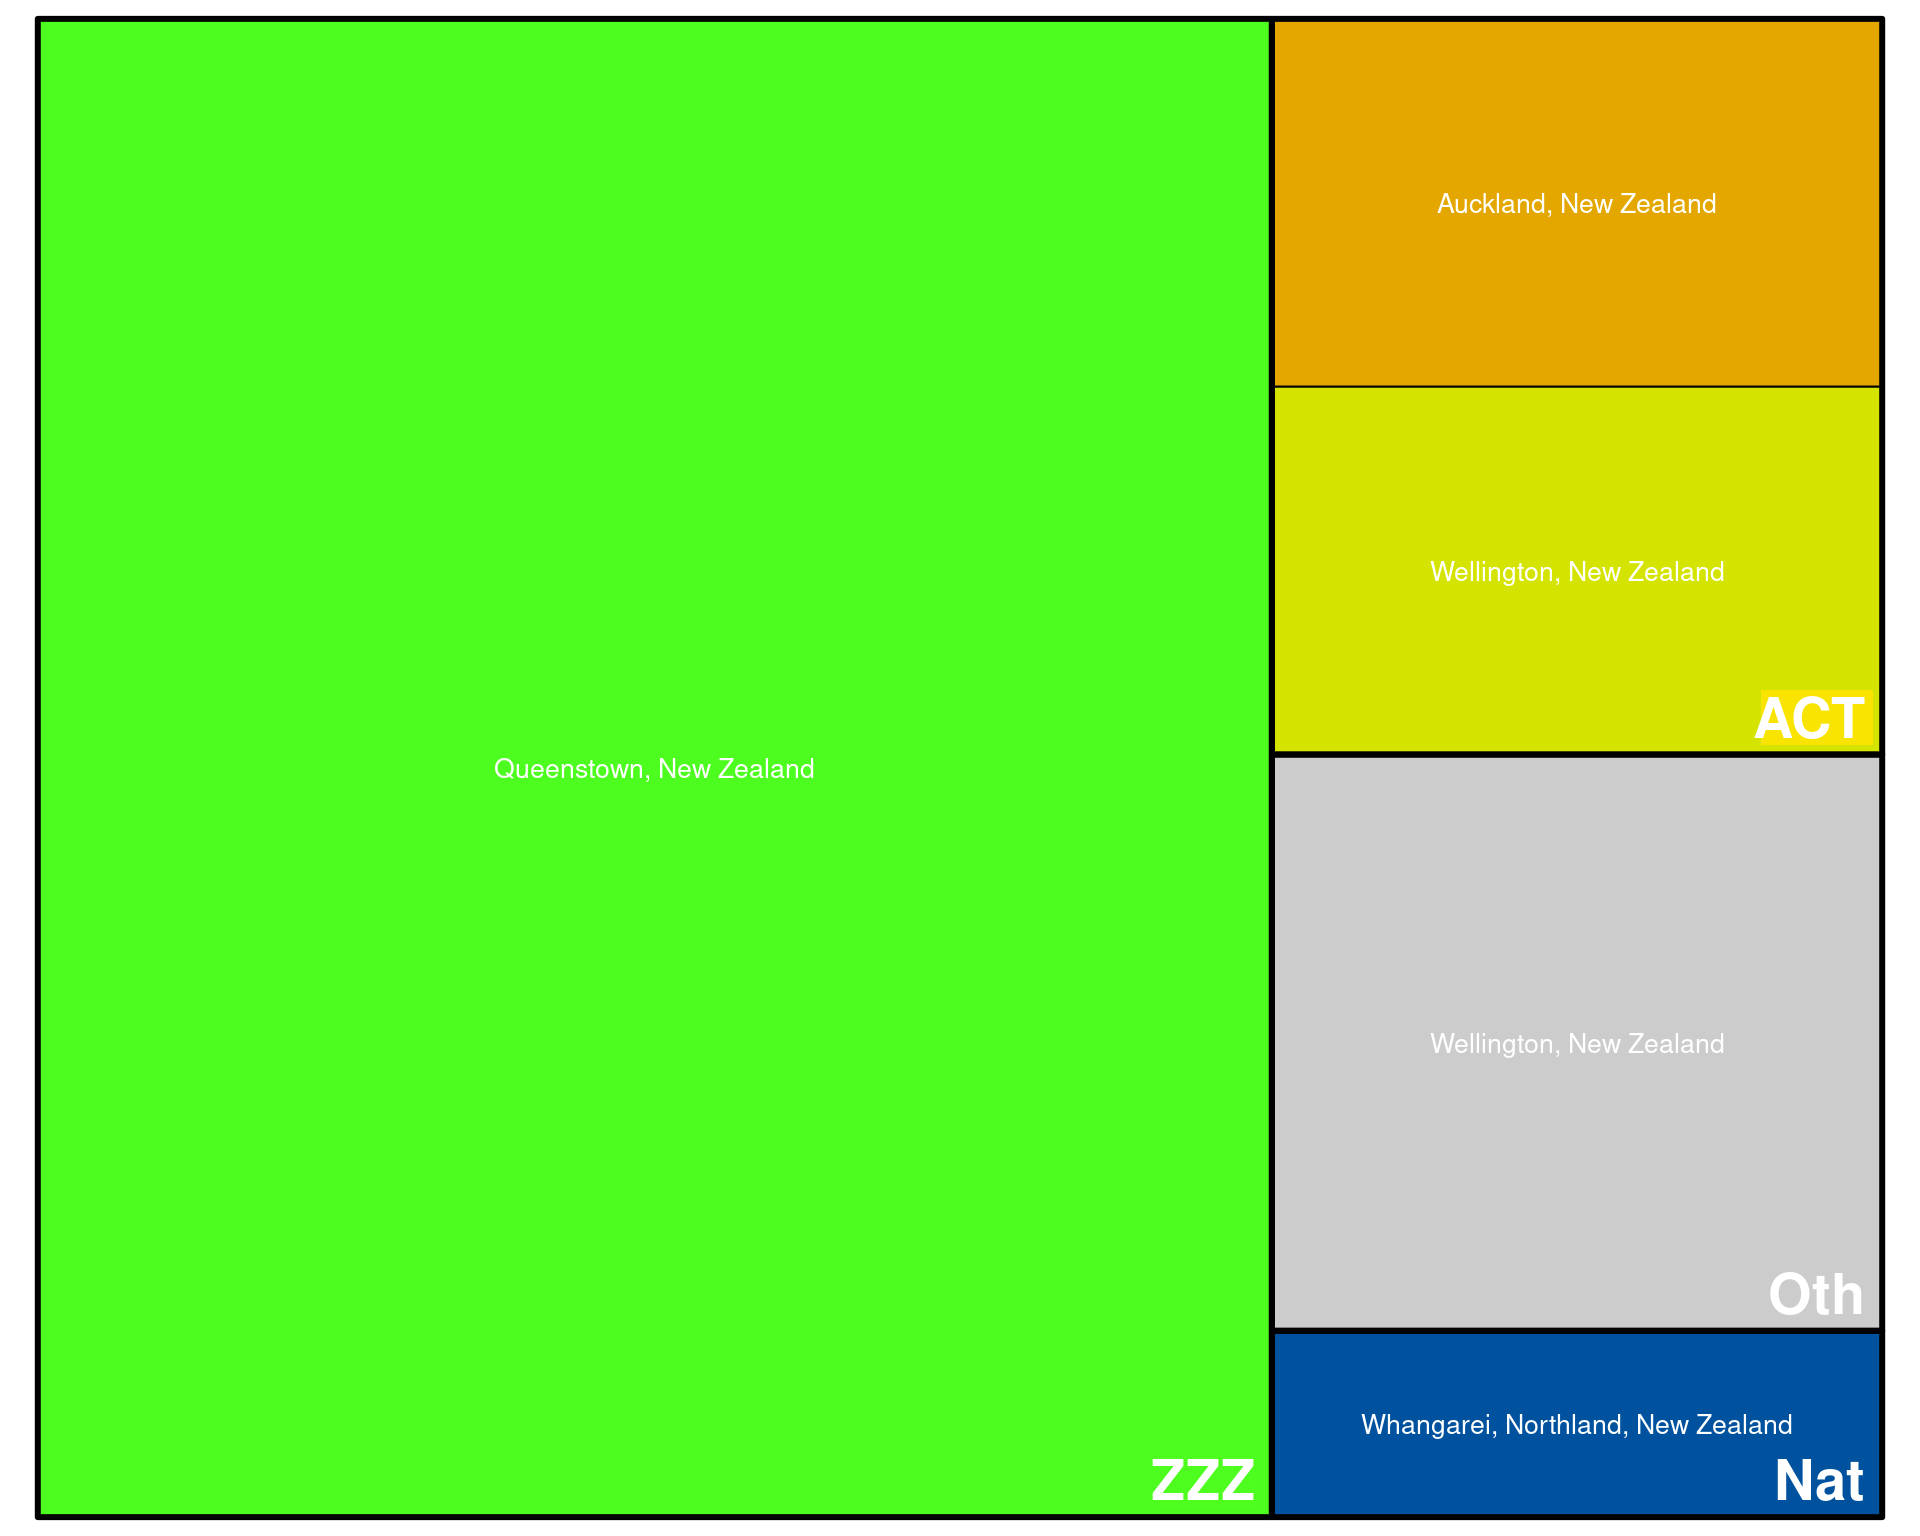 Queenstown, New Zealand
ZZZ
Auckland, New Zealand
Wellington, New Zealand
ACT
Wellington, New Zealand
Oth
Whangarei, Northland, New Zealand
Nat